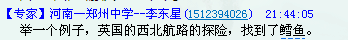 【专家】河南一郑州中学--李东星(1512394026) 21:44:05
举一个例子，英国的西北航路的探险，找到了鳕鱼。